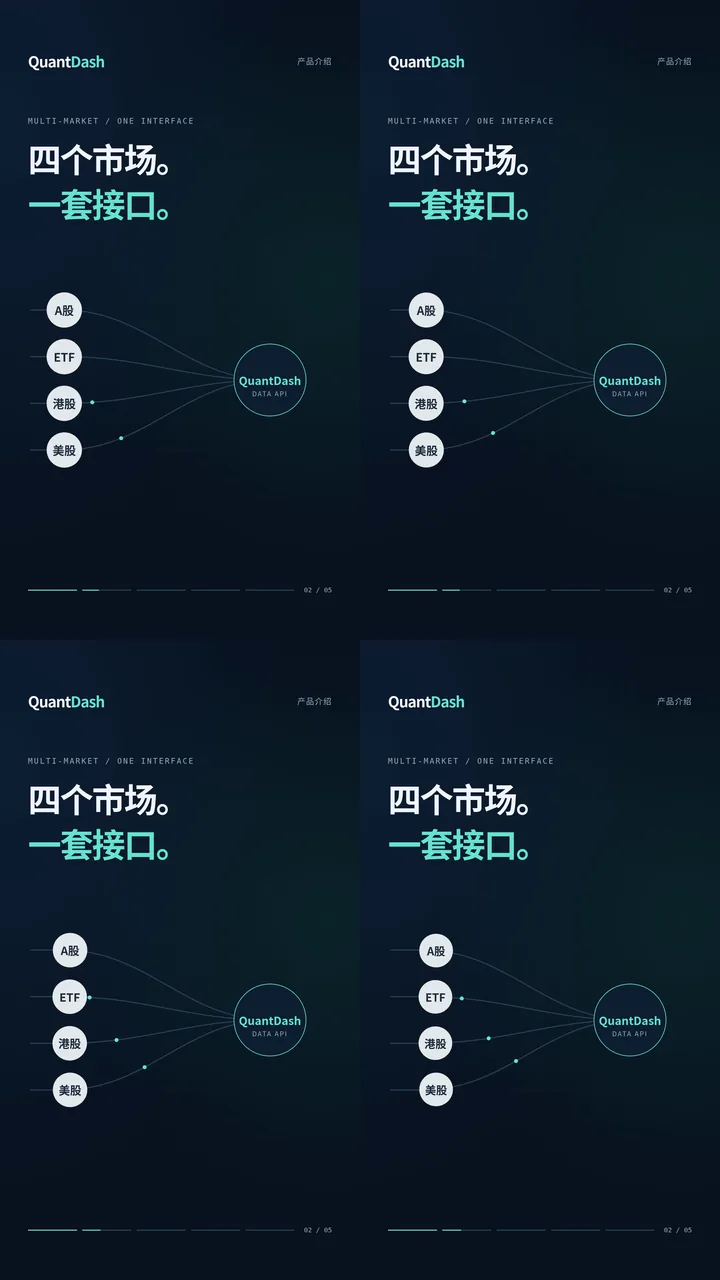 QuantDash
产品介绍
MULTI-MARKET / ONE INTERFACE
四个市场。
一套接口。
A股
ETF
港股
美股
QuantDash
DATA API
02 / 05
QuantDash
产品介绍
MULTI-MARKET / ONE INTERFACE
四个市场。
一套接口。
A股
ETF
港股
美股
QuantDash
DATA API
02 / 05
QuantDash
产品介绍
MULTI-MARKET / ONE INTERFACE
四个市场。
一套接口。
A股
ETF
港股
美股
QuantDash
DATA API
02 / 05
QuantDash
产品介绍
MULTI-MARKET / ONE INTERFACE
四个市场。
一套接口。
A股
ETF
港股
美股
QuantDash
DATA API
02 / 05